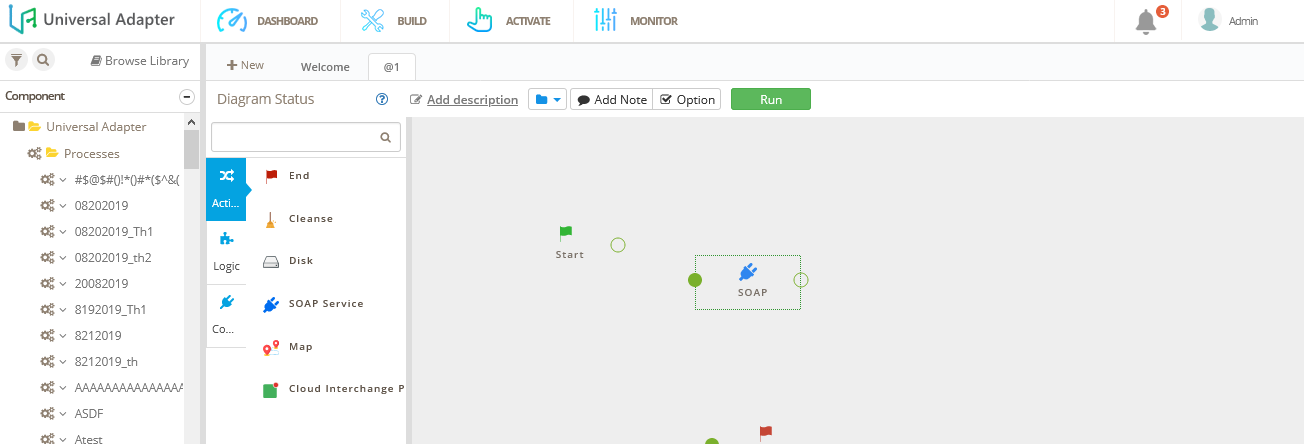 Universal Adapter
DASHBOARD
BUILD
ACTIVATE
MONITOR
3
Admin
Browse Library
+ New
Welcome
@1
Component
Diagram Status
?
Add description
Add Note
Option
Run
Universal Adapter
Processes
#$@$#()!*()#*($^&(
08202019
08202019_Th1
08202019_th2
20082019
8192019_Th1
8212019
8212019_th
AAAAAAAAAAAAAAA
ASDF
Atest
Acti...
Logic
Co...
End
Cleanse
Disk
SOAP Service
Map
Cloud Interchange P
Start
SOAP